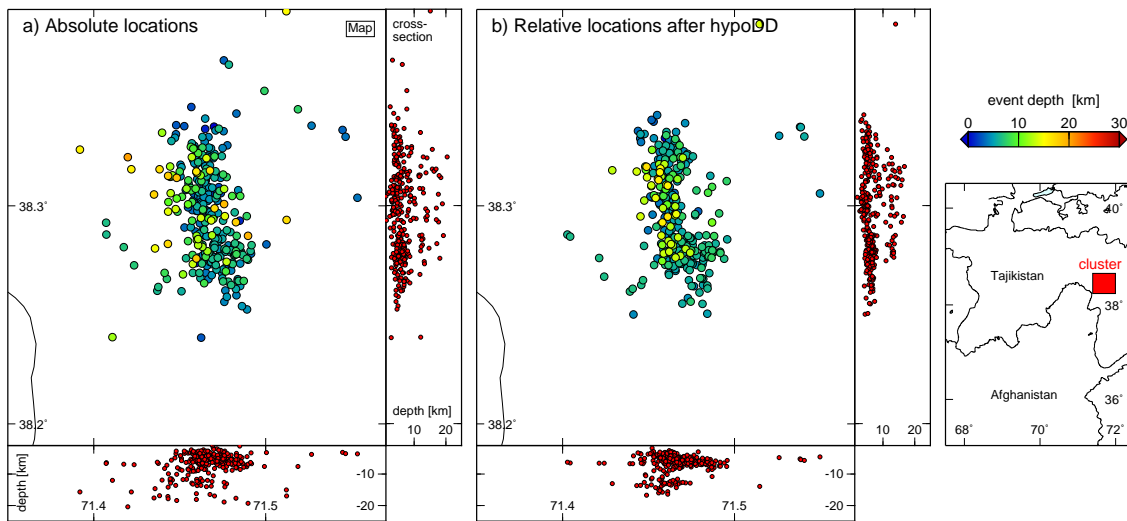 a) Absolute locations
Map
cross-
section
b) Relative locations after hypoDD
event depth [km]
0 10 20 30
38.3°
38.3°
40°
cluster
Tajikistan
38°
38.2°
depth [km]
5 10 20
38.2°
5 10 20
Afghanistan
36°
68° 70° 72°
depth [km]
-10
-20
71.4 71.5
-10
-20
71.4 71.5